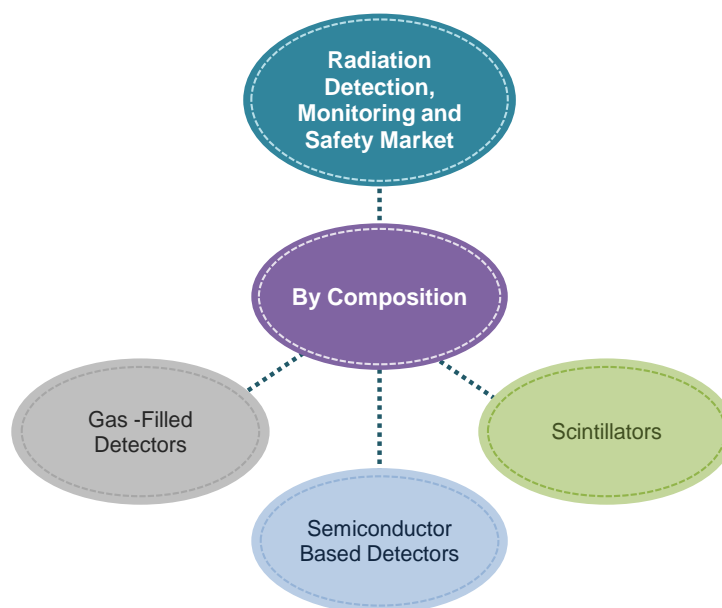 Radiation
Detection,
Monitoring and
Safety Market
By Composition
Gas -Filled
Detectors
Scintillators
Semiconductor
Based Detectors